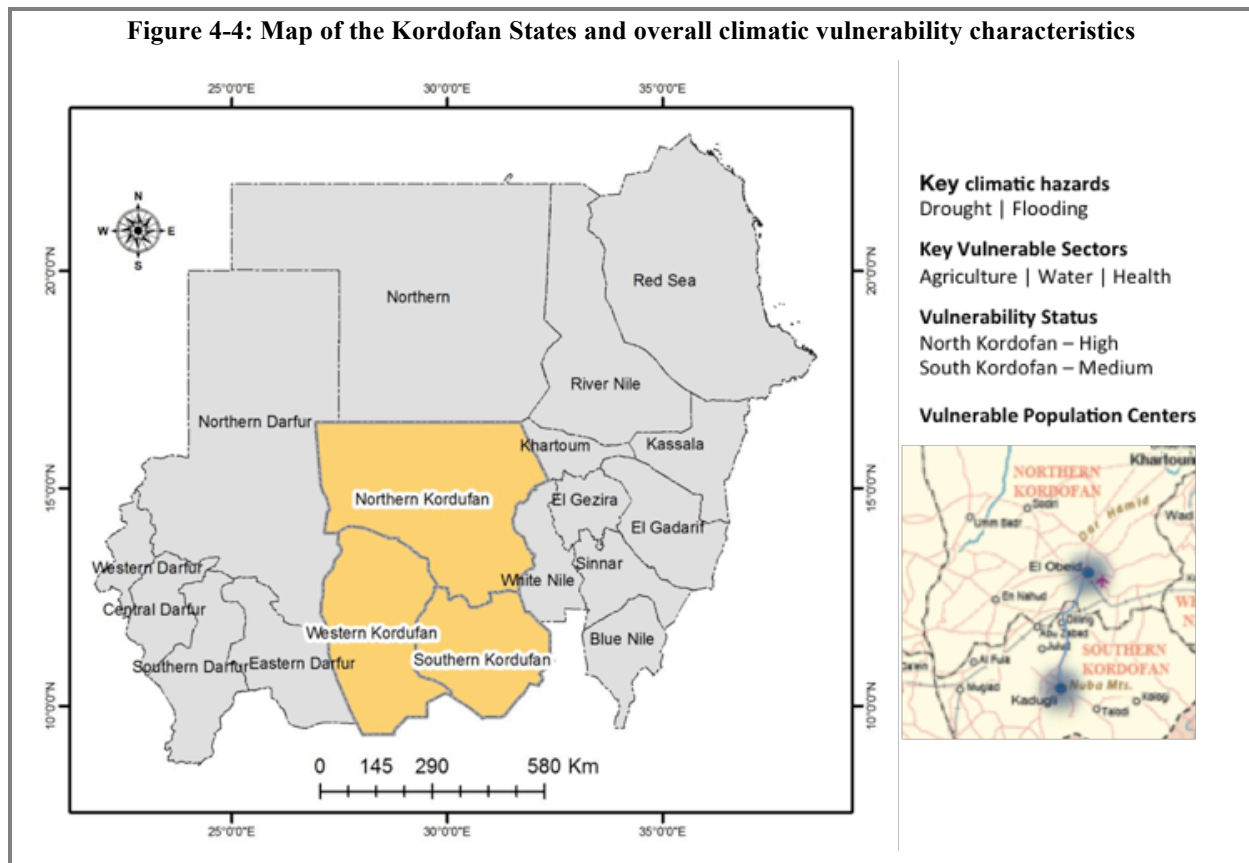 Figure 4-4: Map of the Kordofan States and overall climatic vulnerability characteristics
25°0'0"E 30°0'0"E 35°0'0"E
N
W E
S
20°0'0"N 20°0'0"N
15°0'0"N 15°0'0"N
10°0'0"N 10°0'0"N
Red Sea
Northern
River Nile
Northern Darfur
Khartoum
Kassala
Northern Kordufan
El Gezira
El Gadarif
Western Darfur
Sinnar
White Nile
Central Darfur
Western Kordufan
Blue Nile
Southern Darfur
Eastern Darfur
Southern Kordufan
0 145 290 580 Km
25°0'0"E 30°0'0"E 35°0'0"E
Key climatic hazards
Drought | Flooding
Key Vulnerable Sectors
Agriculture | Water | Health
Vulnerability Status
North Kordofan – High
South Kordofan – Medium
Vulnerable Population Centers
Khartoum
NORTHERN
KORDOFAN
Sodiri
Dar Hamid
Umm Badr
Wad
El Obeid
En Nahud
Dilling
Abu Zabad
SOUTHERN
KORDOFAN
Al Fula
Muglad
Nuba Mts.
Kadugli
Talodi